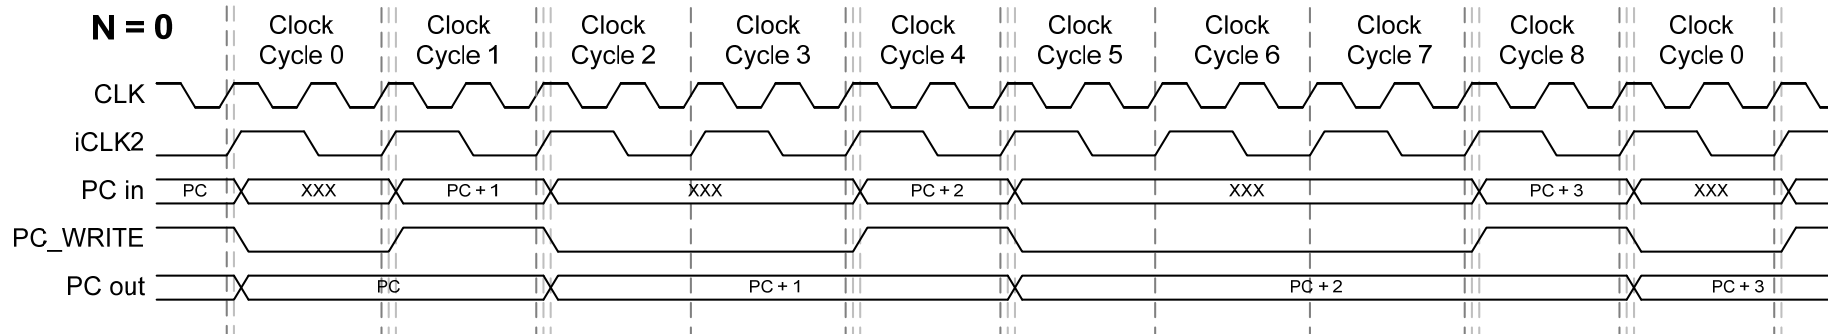 N = 0
Clock Cycle 0
Clock Cycle 1
Clock Cycle 2
Clock Cycle 3
Clock Cycle 4
Clock Cycle 5
Clock Cycle 6
Clock Cycle 7
Clock Cycle 8
Clock Cycle 0
CLK
iCLK2
PC in PC XXX PC + 1 XXX PC + 2 XXX PC + 3 XXX
PC_WRITE
PC out PC PC + 1 PC + 2 PC + 3